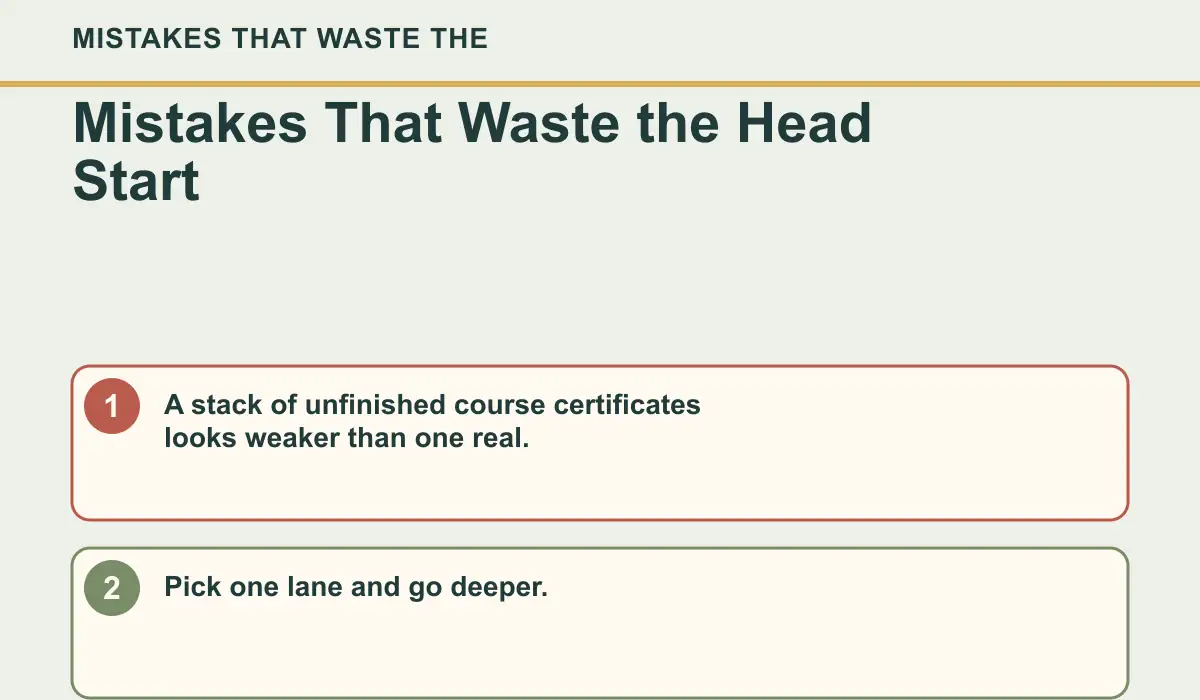 MISTAKES THAT WASTE THE
Mistakes That Waste the Head
Start
1
A stack of unfinished course certificates
looks weaker than one real.
2
Pick one lane and go deeper.